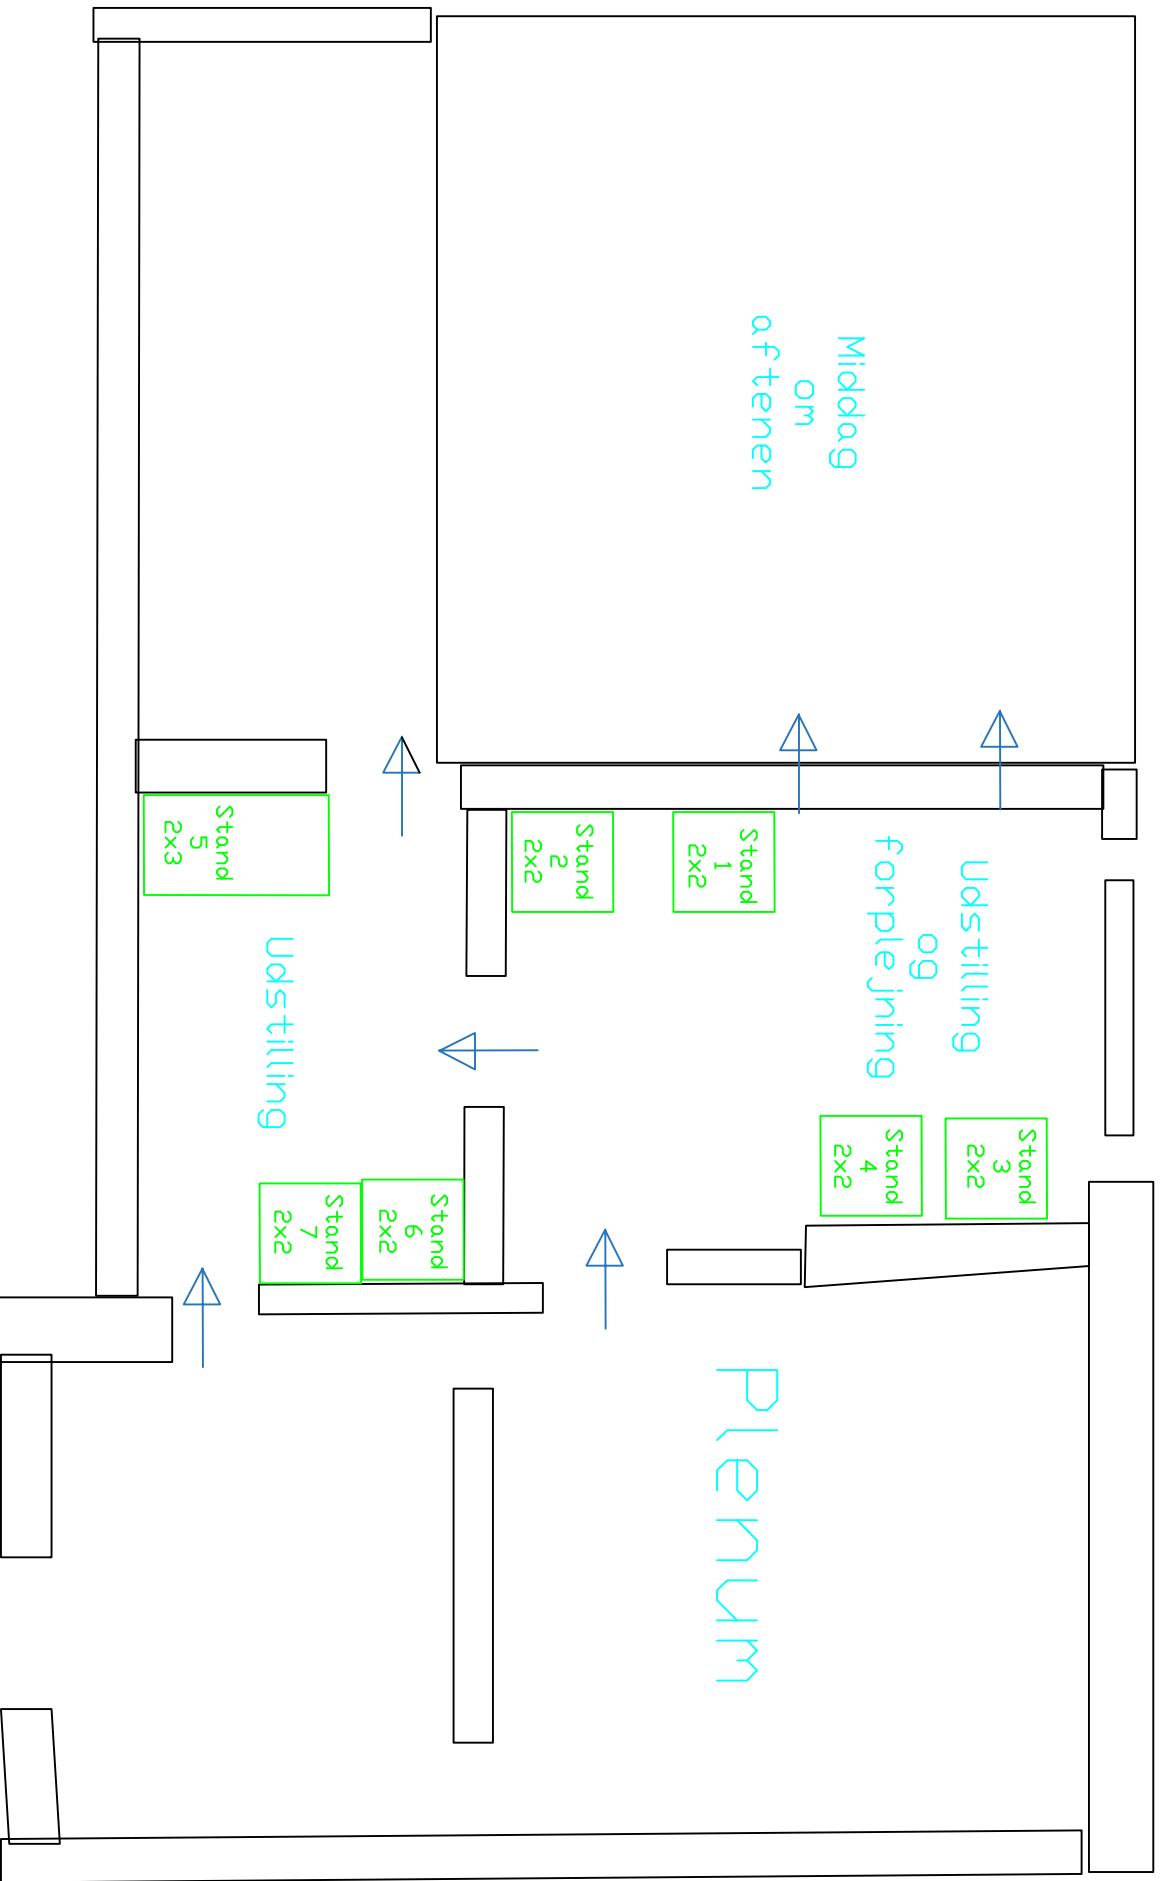 Middag
om
aftenen
Udstilling
og
forplejning
Stand
1
2x2
Stand
2
2x2
Stand
3
2x2
Stand
4
2x2
Stand
5
2x3
Udstilling
Stand
6
2x2
Stand
7
2x2
Plenum